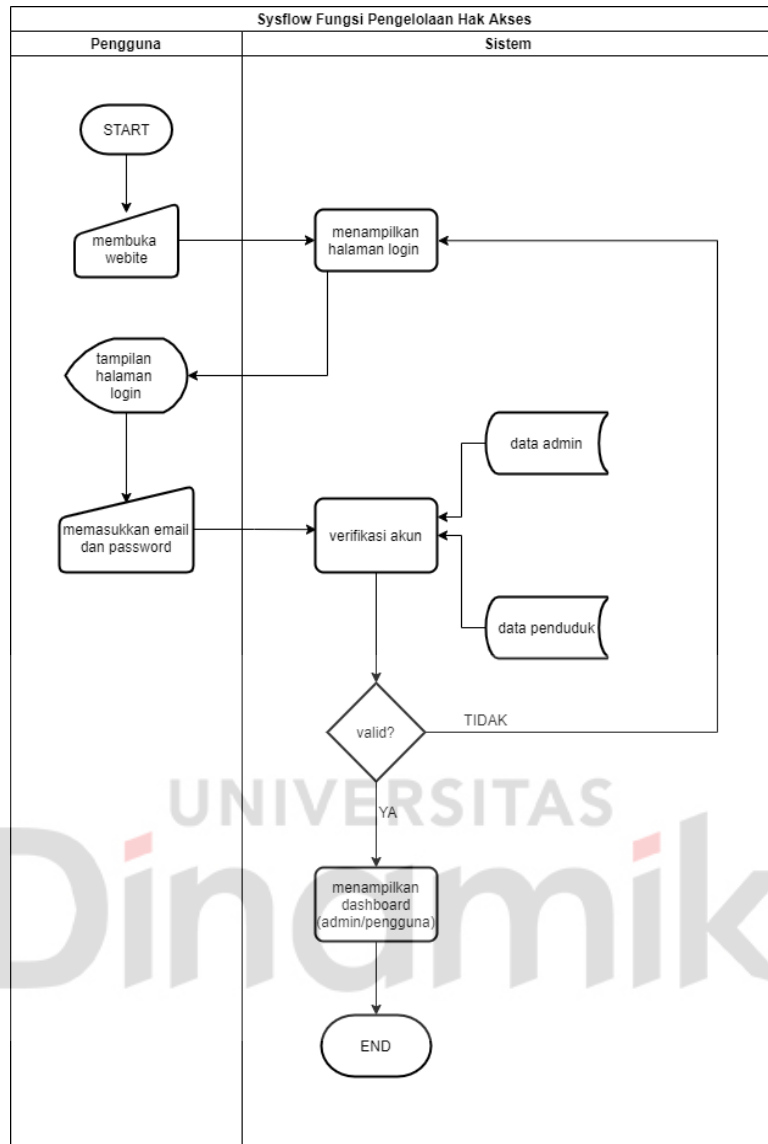 Sysflow Fungsi Pengelolaan Hak Akses
Pengguna
Sistem
START
membuka
webite
menampilkan
halaman login
tampilan
halaman
login
data admin
memasukkan email
dan password
verifikasi akun
data penduduk
valid?
TIDAK
YA
menampilkan
dashboard
(admin/pengguna)
END
UNIVERSITAS
Dinamik